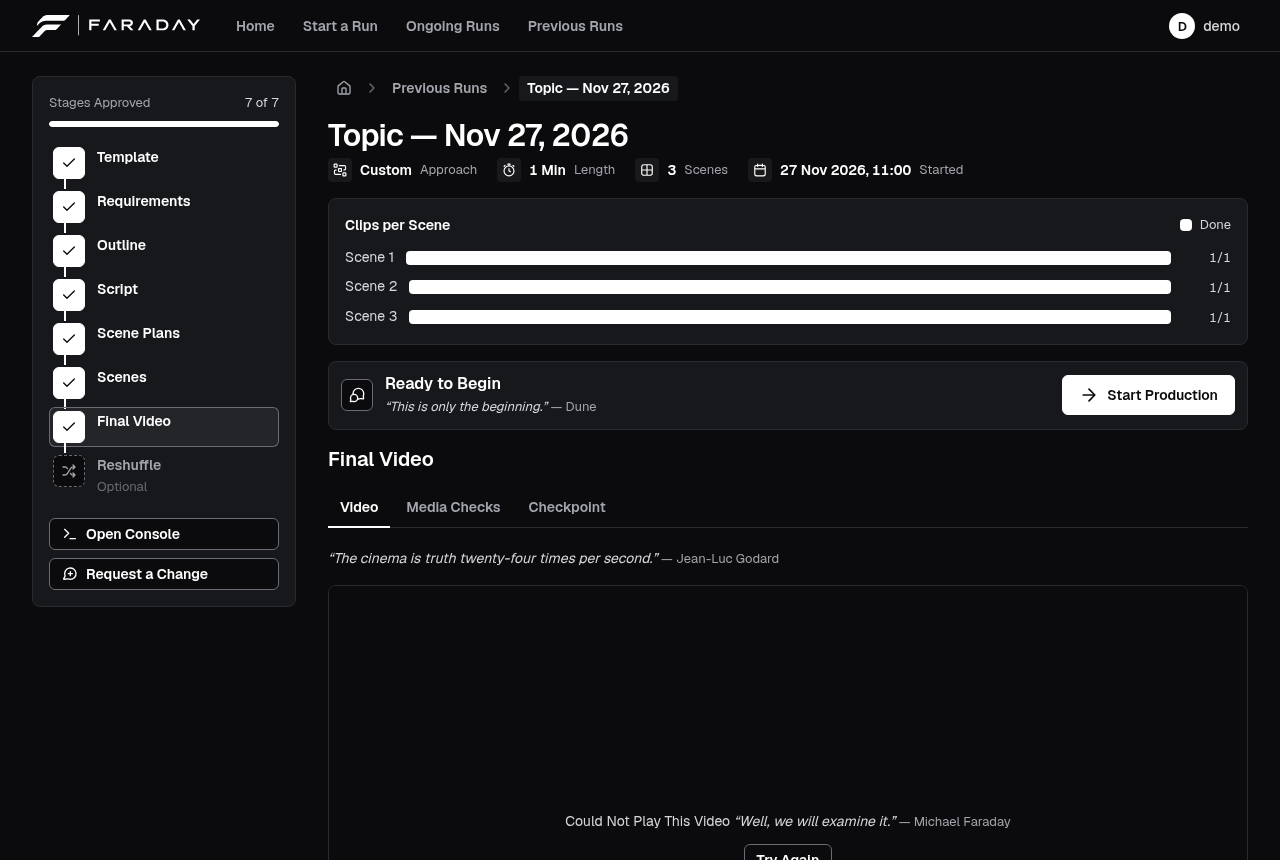 FARADAY
Home
Start a Run
Ongoing Runs
Previous Runs
D
demo
Stages Approved
7 of 7
Template
Requirements
Outline
Script
Scene Plans
Scenes
Final Video
Reshuffle
Optional
Open Console
Request a Change
Previous Runs
Topic — Nov 27, 2026
Topic — Nov 27, 2026
Custom Approach
1 Min Length
3 Scenes
27 Nov 2026, 11:00 Started
Clips per Scene
Done
Scene 1
1/1
Scene 2
1/1
Scene 3
1/1
Ready to Begin
“This is only the beginning.” — Dune
Start Production
Final Video
Video
Media Checks
Checkpoint
“The cinema is truth twenty-four times per second.” — Jean-Luc Godard
Could Not Play This Video “Well, we will examine it.” — Michael Faraday
Try Again